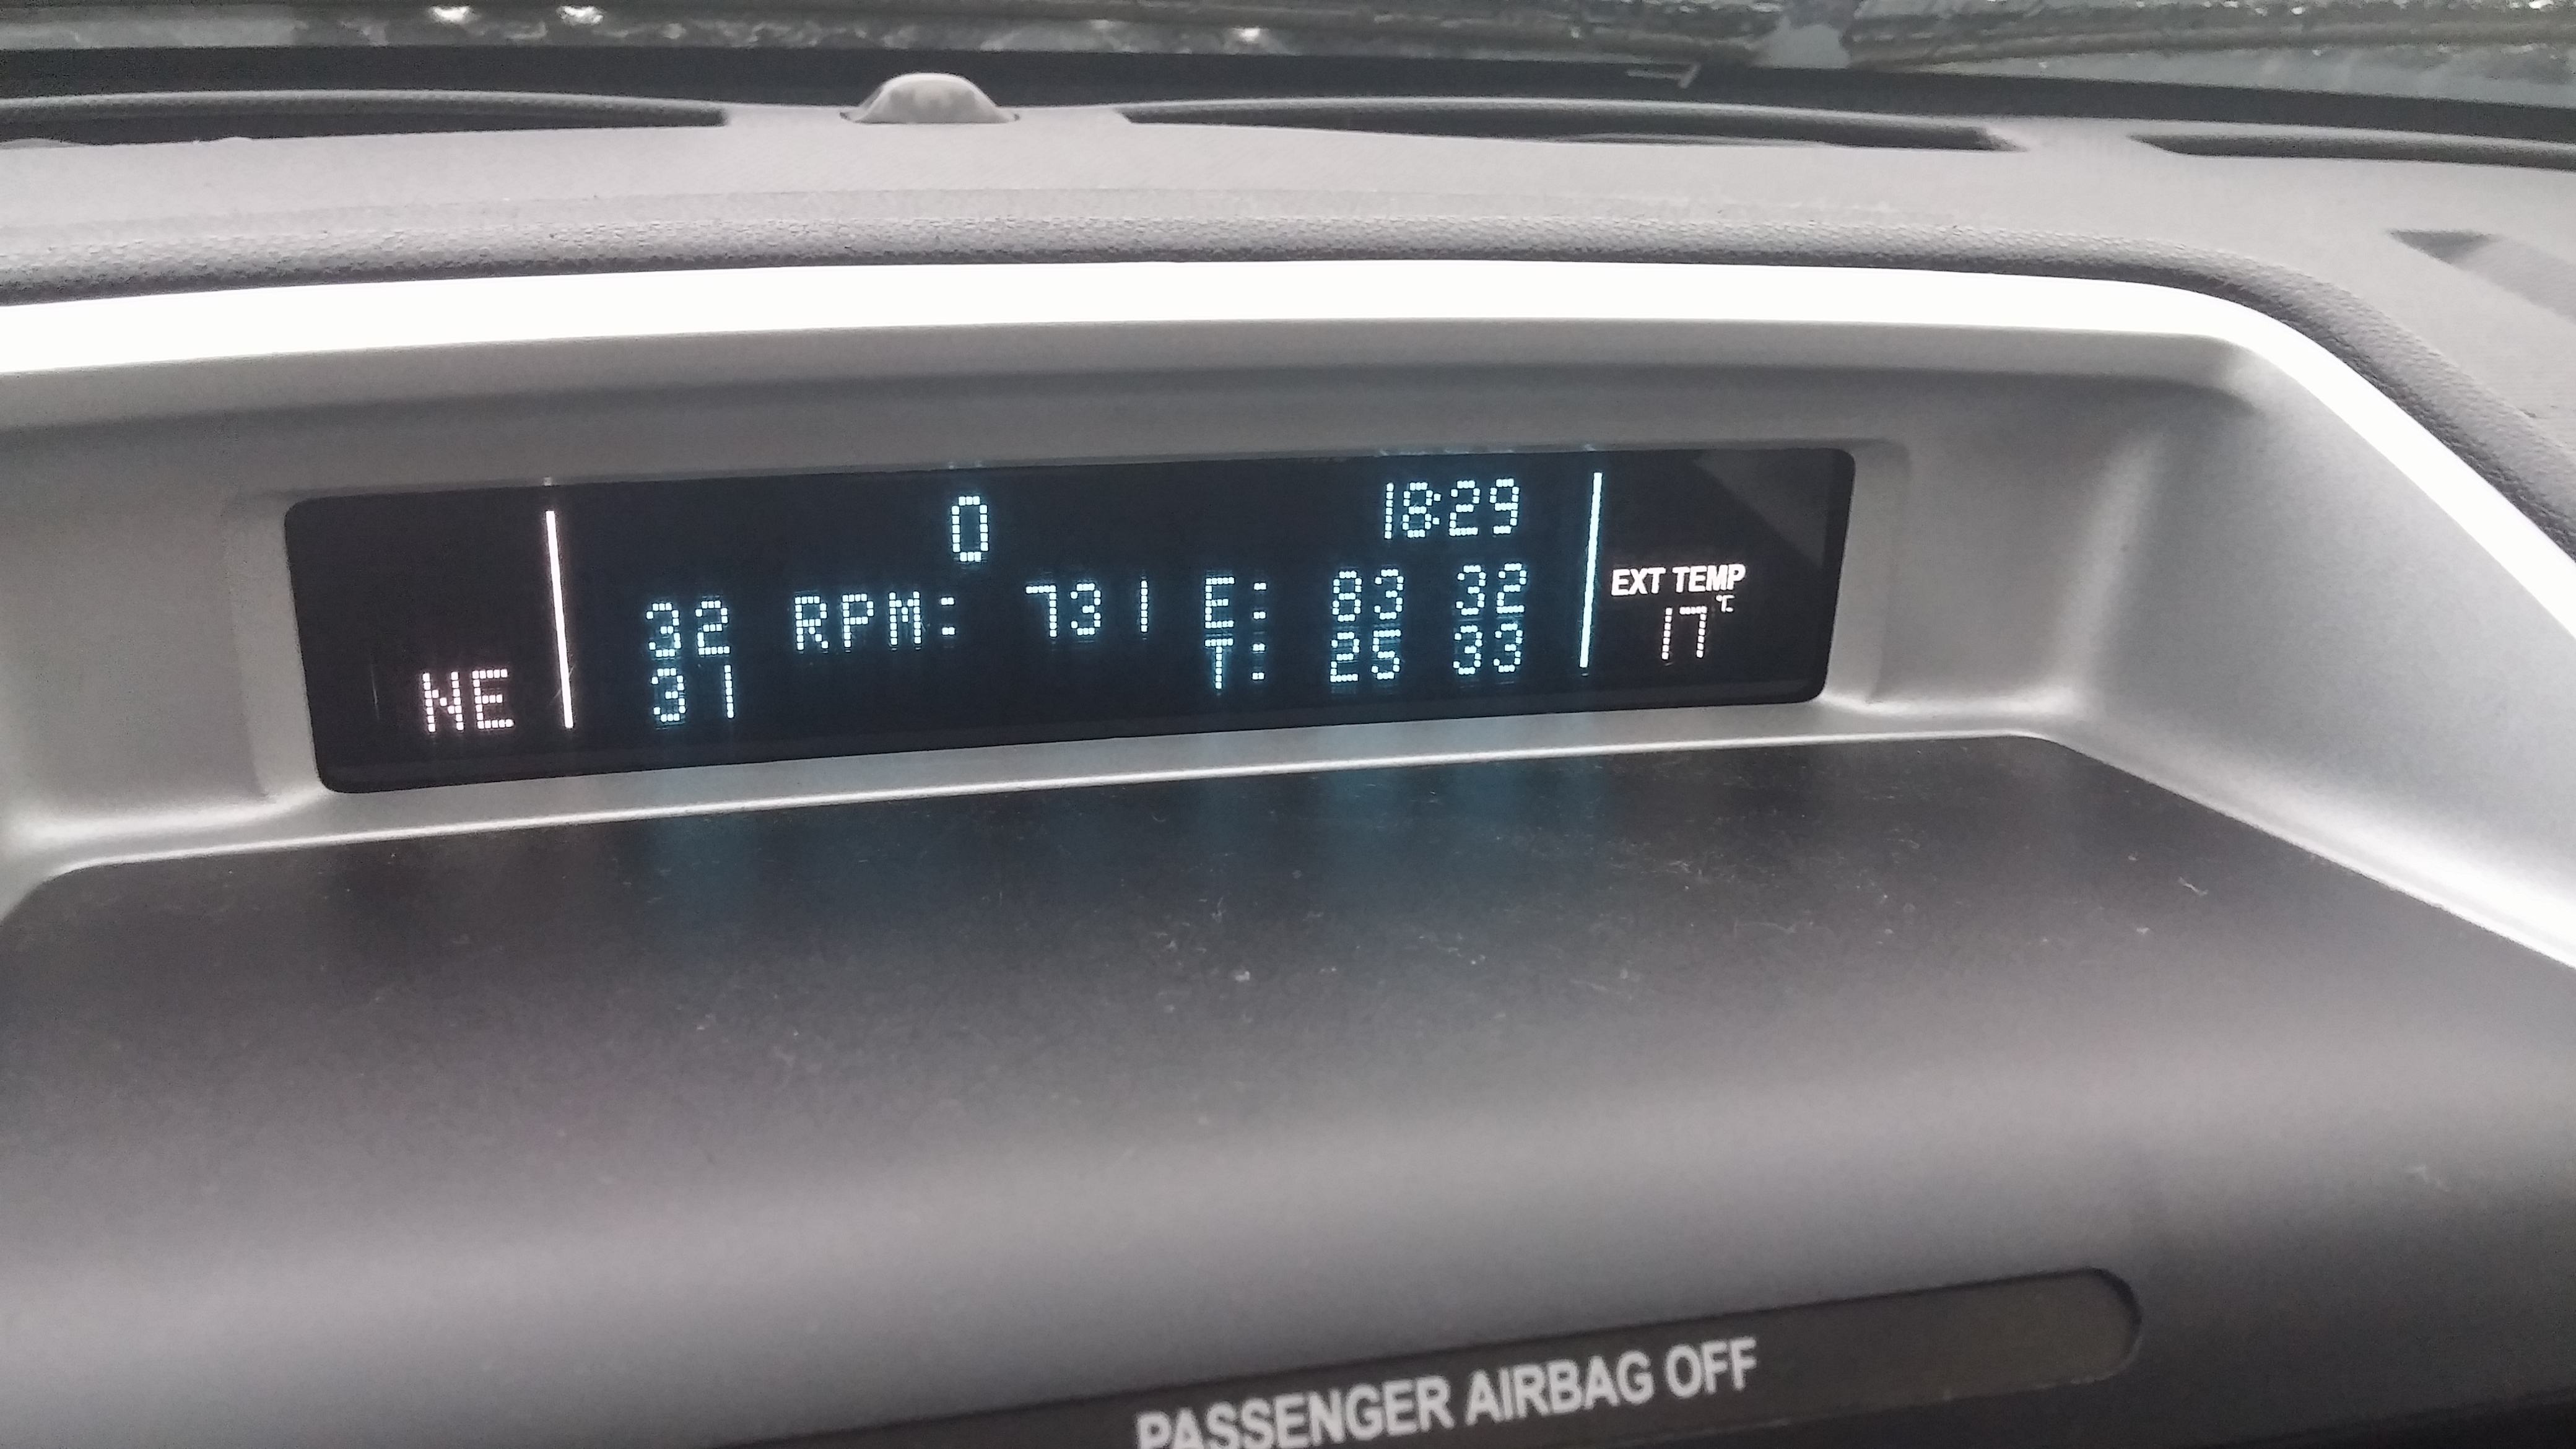 0 18:29
32 RPM: 731 E: 83 32 EXT TEMP
NE 31 T: 25 33 17 °C
PASSENGER AIRBAG OFF